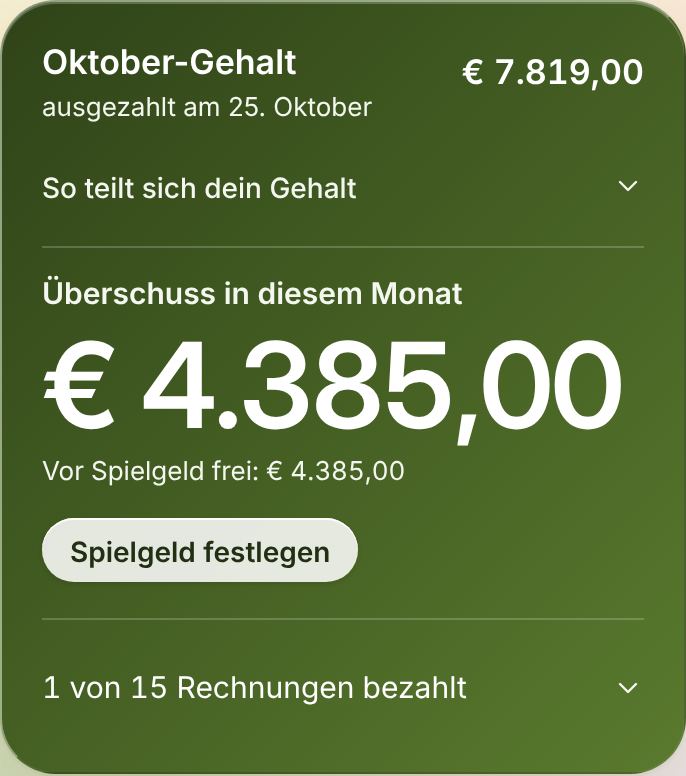 Oktober-Gehalt
€ 7.819,00
ausgezahlt am 25. Oktober
So teilt sich dein Gehalt
Überschuss in diesem Monat
€ 4.385,00
Vor Spielgeld frei: € 4.385,00
Spielgeld festlegen
1 von 15 Rechnungen bezahlt